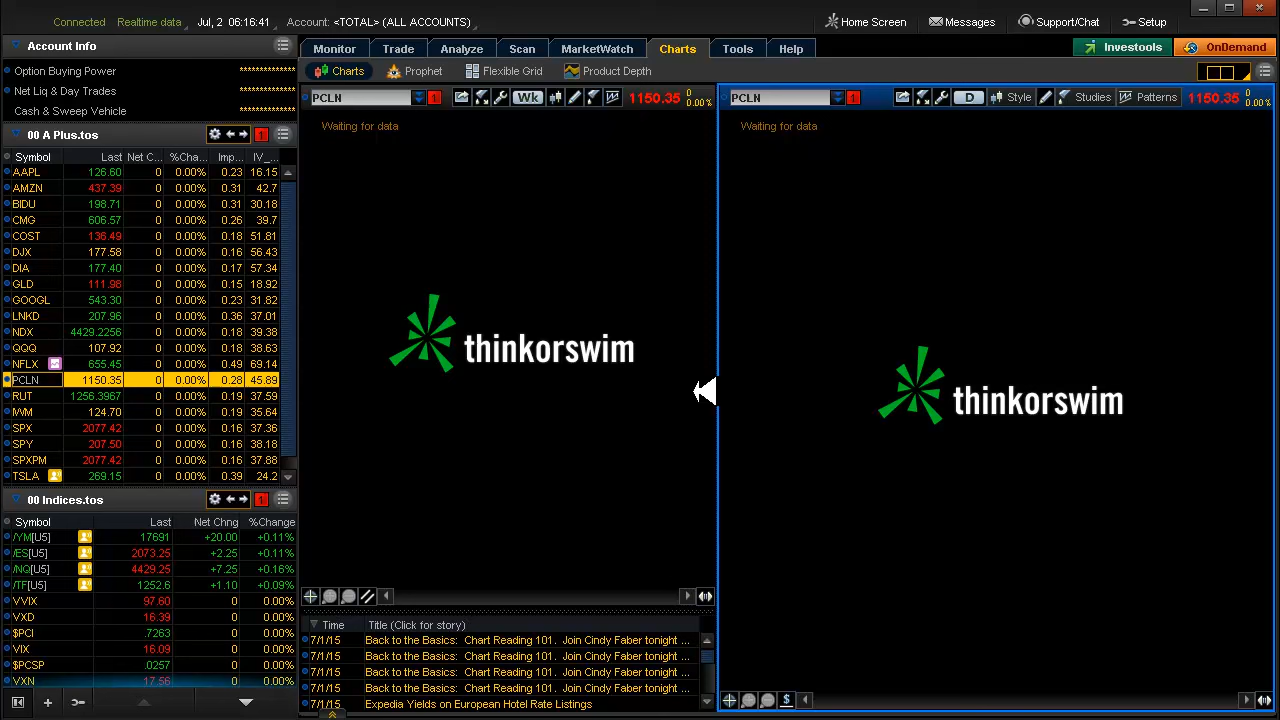 Connected Realtime data Jul, 2 06:16:41 Account: <TOTAL> (ALL ACCOUNTS) Home Screen Messages Support/Chat Setup
Account Info
Option Buying Power **************
Net Liq & Day Trades **************
Cash & Sweep Vehicle **************
Monitor Trade Analyze Scan MarketWatch Charts Tools Help Investools OnDemand
Charts Prophet Flexible Grid Product Depth
PCLN 1 Wk 1150.35 0 0.00%
Waiting for data
thinkorswim
PCLN 1 D Style Studies Patterns 1150.35 0 0.00%
Waiting for data
thinkorswim
00 A Plus.tos 1
Symbol Last Net C... %Cha... Imp... IV_...
AAPL 126.60 0 0.00% 0.23 16.15
AMZN 437.39 0 0.00% 0.31 42.7
BIDU 198.71 0 0.00% 0.31 30.18
CMG 606.57 0 0.00% 0.26 39.7
COST 136.49 0 0.00% 0.18 51.81
177.58 0 0.00% 0.16 56.43
DIA 177.40 0 0.00% 0.17 57.34
111.98 0 0.00% 0.15 18.92
GOOGL 543.30 0 0.00% 0.23 31.82
LNKD 207.96 0 0.00% 0.36 37.01
NDX 4429.2256 0 0.00% 0.18 39.39
QQQ 107.92 0 0.00% 0.18 38.63
NFLX 655.45 0 0.00% 0.49 69.14
PCLN 1150.35 0 0.00% 0.28 45.89
0 0.00%
124.70 0 0.00%
2077.42 0 0.00% 0.16 37.36
SPY 207.50 0 0.00% 0.16 38.18
SPXPM 2077.42 0 0.00% 0.16 37.88
TSLA 269.15 0 0.00% 0.39 24.2
00 Indices.tos 1
Symbol Last Net Chng %Change
/YM[U5] 17691 +20.00 +0.11%
/ES[U5] 2073.25 +2.25 +0.11%
/NQ[U5] 4429.25 +7.25 +0.16%
/TF[U5] 1252.6 +1.10 +0.09%
VVIX 97.60 0 0.00%
VXD 16.39 0 0.00%
$PCI .7263 0 0.00%
VIX 16.09 0 0.00%
$PCSP .0257 0 0.00%
VXN 17.56 0 0.00%
Time Title (Click for story)
7/1/15 Back to the Basics: Chart Reading 101. Join Cindy Faber tonight ...
7/1/15 Back to the Basics: Chart Reading 101. Join Cindy Faber tonight ...
7/1/15 Back to the Basics: Chart Reading 101. Join Cindy Faber tonight ...
7/1/15 Back to the Basics: Chart Reading 101. Join Cindy Faber tonight ...
7/1/15 Expedia Yields on European Hotel Rate Listings
$